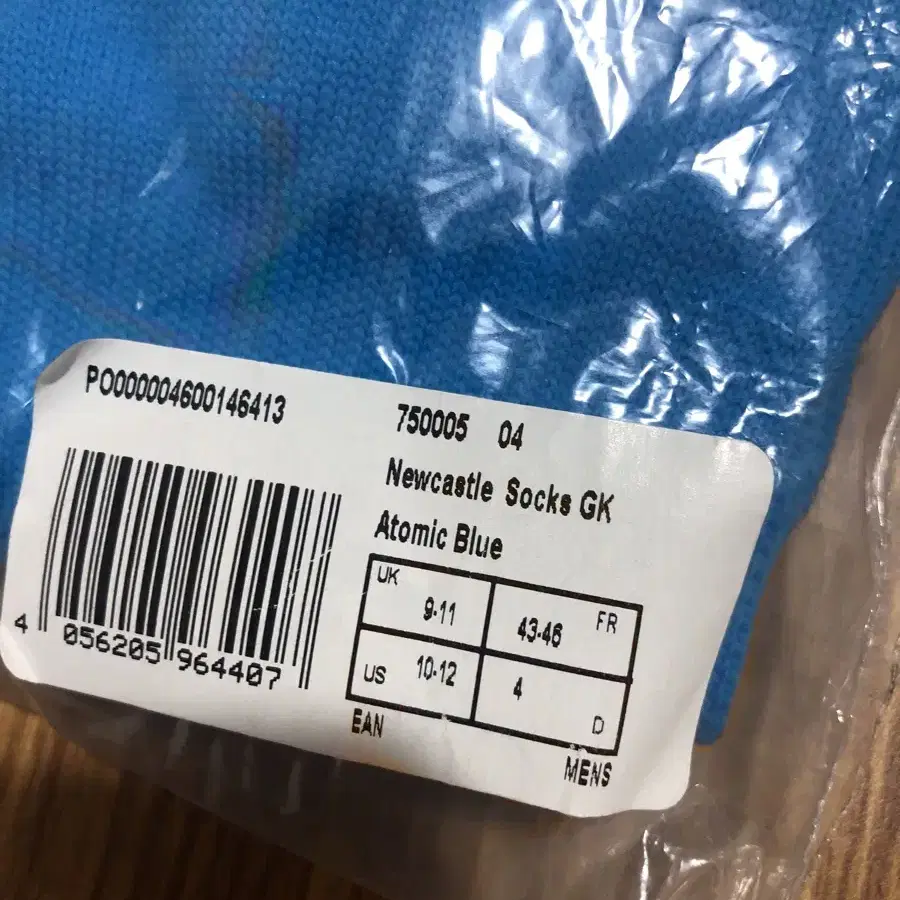 PO000004600146413
750005 04
Newcastle Socks GK
Atomic Blue
UK 9-11
43-46 FR
US 10-12
4 D
EAN
MENS
4 056205 964407